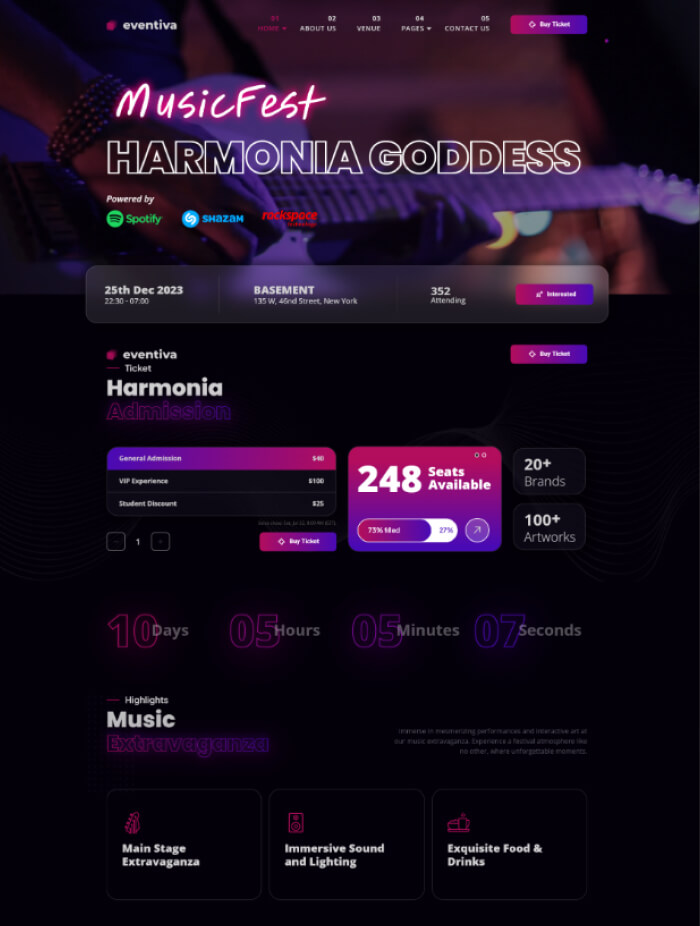 eventiva
01 02 03 04 05
HOME ABOUT US VENUE PAGES CONTACT US
Buy Ticket
MusicFest
HARMONIA GODDESS
Powered by
Spotify SHAZAM rackspace
25th Dec 2023
22:30 - 07:00
BASEMENT
135 W, 46nd Street, New York
352
Attending
Interested
eventiva
Buy Ticket
Ticket
Harmonia
Admission
General Admission $40
VIP Experience $100
Student Discount $25
- 1 +
Buy Ticket
248 Seats
Available
73% filled 27%
20+
Brands
100+
Artworks
10 Days 05 Hours 05 Minutes 07 Seconds
Highlights
Music
Extravaganza
Immerse in mesmerizing performances and interactive art at
our music extravaganza. Experience a festival atmosphere like
no other, where unforgettable moments.
Main Stage
Extravaganza
Immersive Sound
and Lighting
Exquisite Food &
Drinks